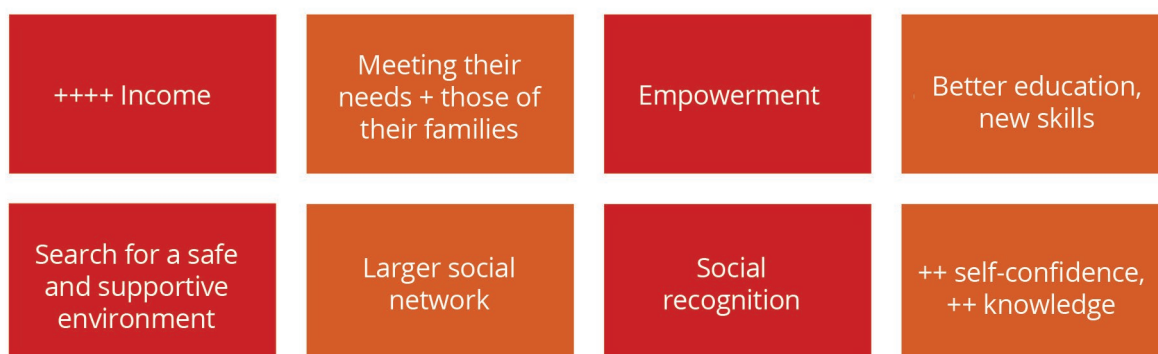 ++++ Income
Meeting their
needs + those of
their families
Empowerment
Better education,
new skills
Search for a safe
and supportive
environment
Larger social
network
Social
recognition
++ self-confidence,
++ knowledge